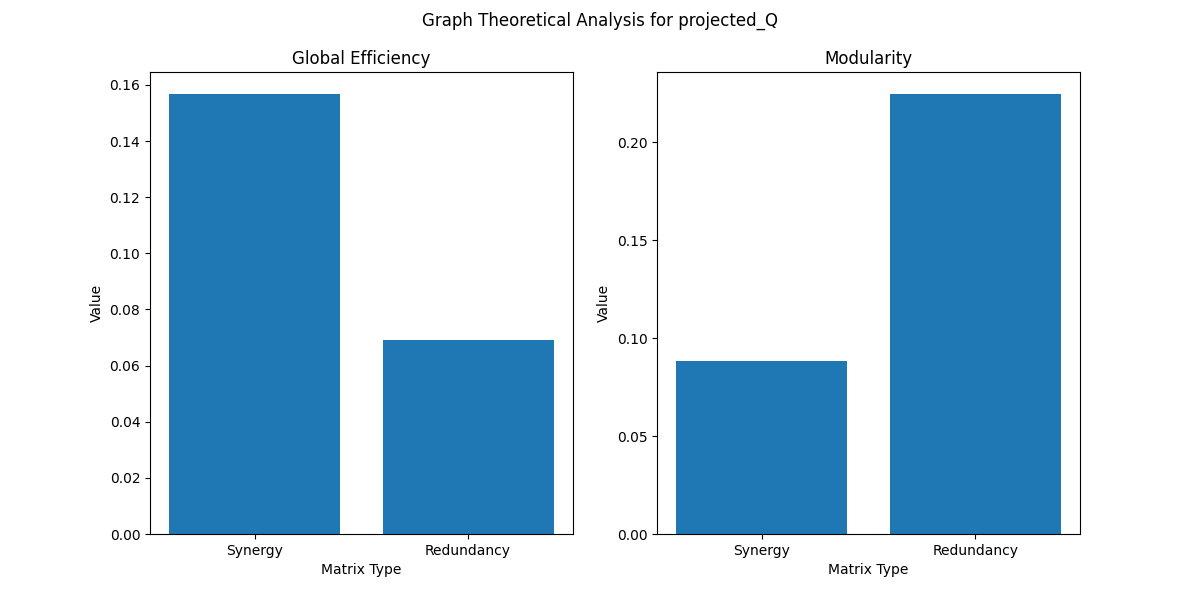 Graph Theoretical Analysis for projected_Q
Global Efficiency
0.16
0.14
0.12
0.10
0.08
0.06
0.04
0.02
0.00
Value
Synergy
Redundancy
Matrix Type
Modularity
0.20
0.15
0.10
0.05
0.00
Value
Synergy
Redundancy
Matrix Type